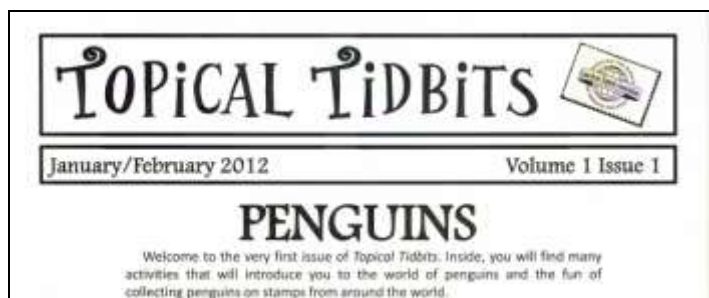 TOPiCAL TiDBiTS
January/February 2012 Volume 1 Issue 1
PENGUINS
Welcome to the very first issue of Topical Tidbits. Inside, you will find many
activities that will introduce you to the world of penguins and the fun of
collecting penguins on stamps from around the world.